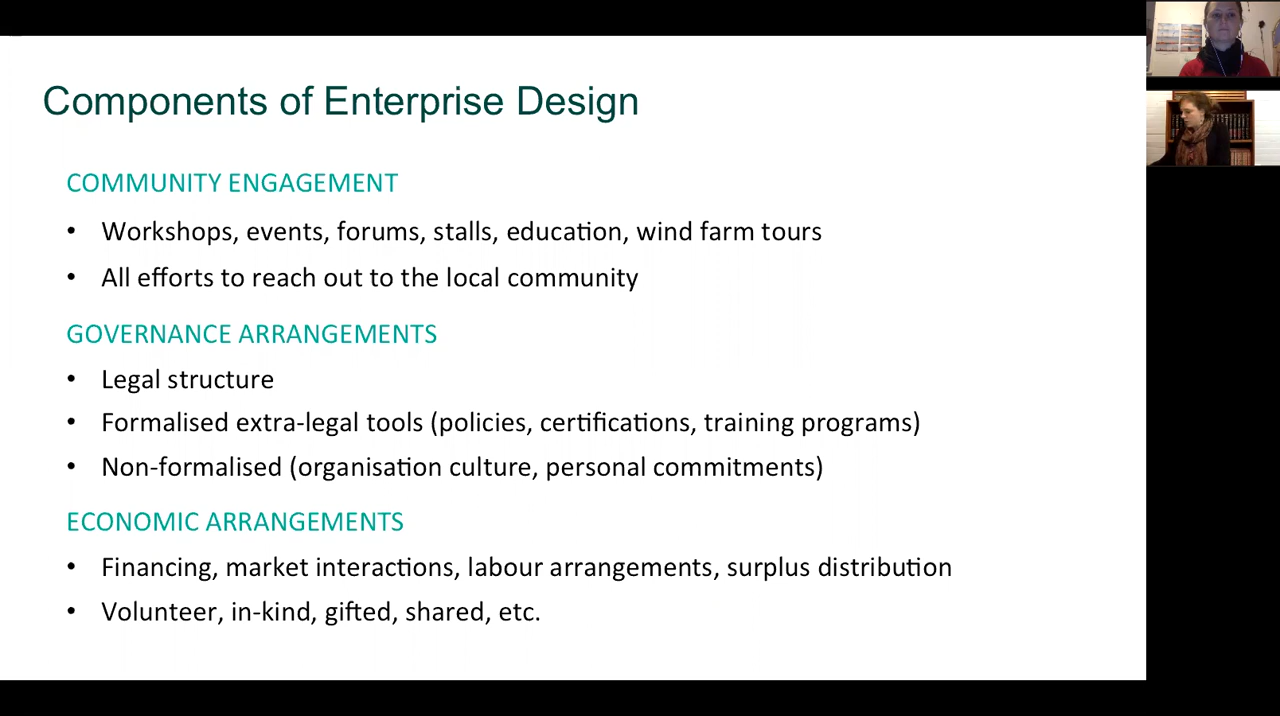 Components of Enterprise Design
COMMUNITY ENGAGEMENT
• Workshops, events, forums, stalls, education, wind farm tours
• All efforts to reach out to the local community
GOVERNANCE ARRANGEMENTS
• Legal structure
• Formalised extra-legal tools (policies, certifications, training programs)
• Non-formalised (organisation culture, personal commitments)
ECONOMIC ARRANGEMENTS
• Financing, market interactions, labour arrangements, surplus distribution
• Volunteer, in-kind, gifted, shared, etc.